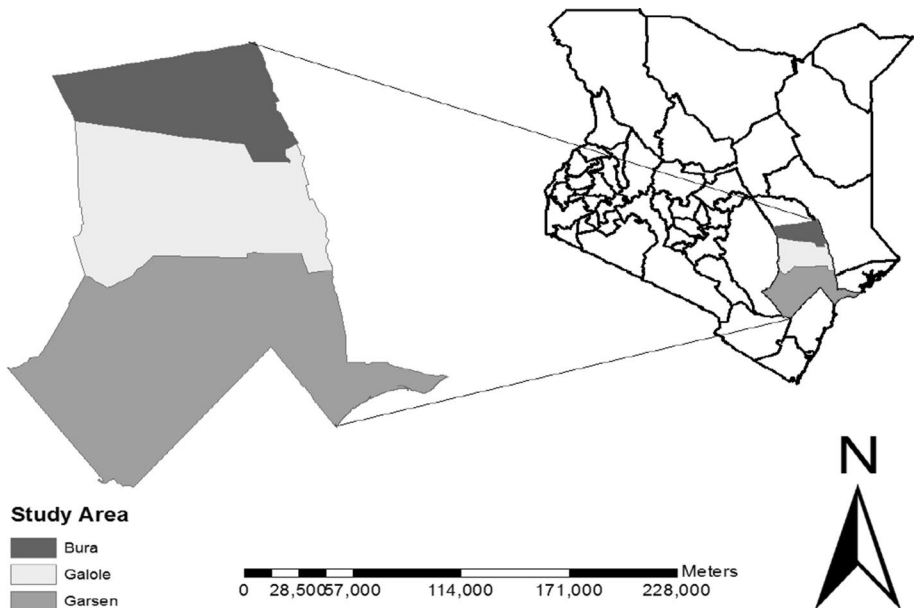 N
Study Area
Bura
Galole
Garsen
Meters
0 28,500 57,000 114,000 171,000 228,000